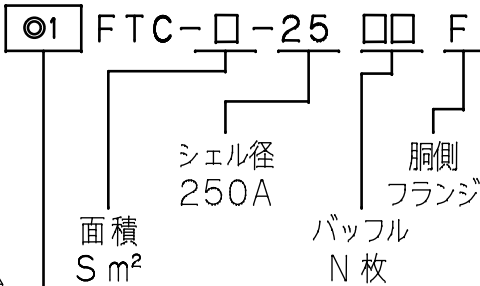 ◎1 FTC-□-25 □□ F
シェル径
250A
胴側
フランジ
面積
S m²
バッフル
N 枚